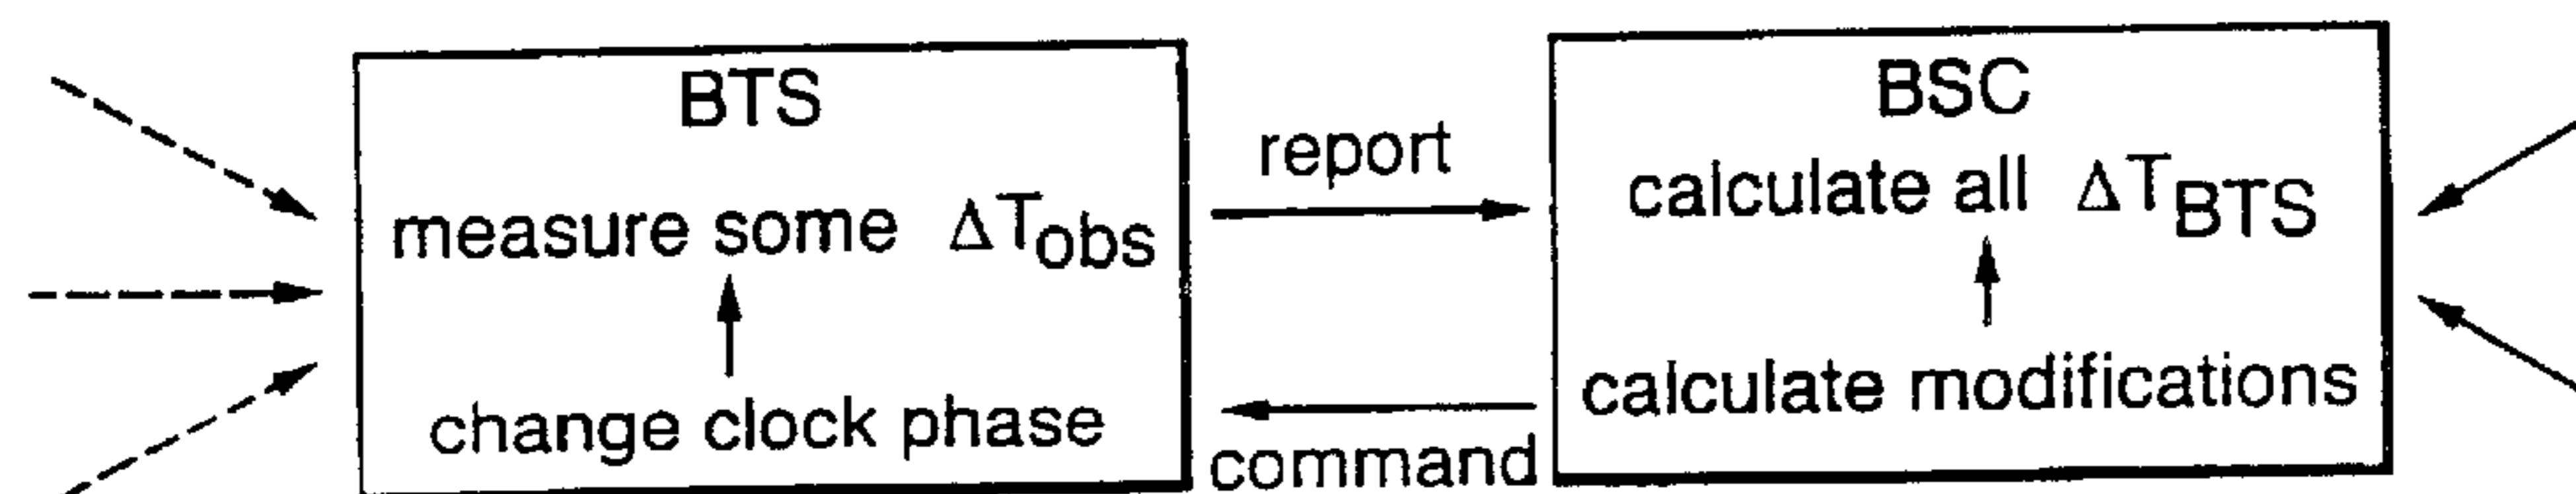 BTS
measure some ΔTobs
change clock phase
report
command
BSC
calculate all ΔTBTS
calculate modifications